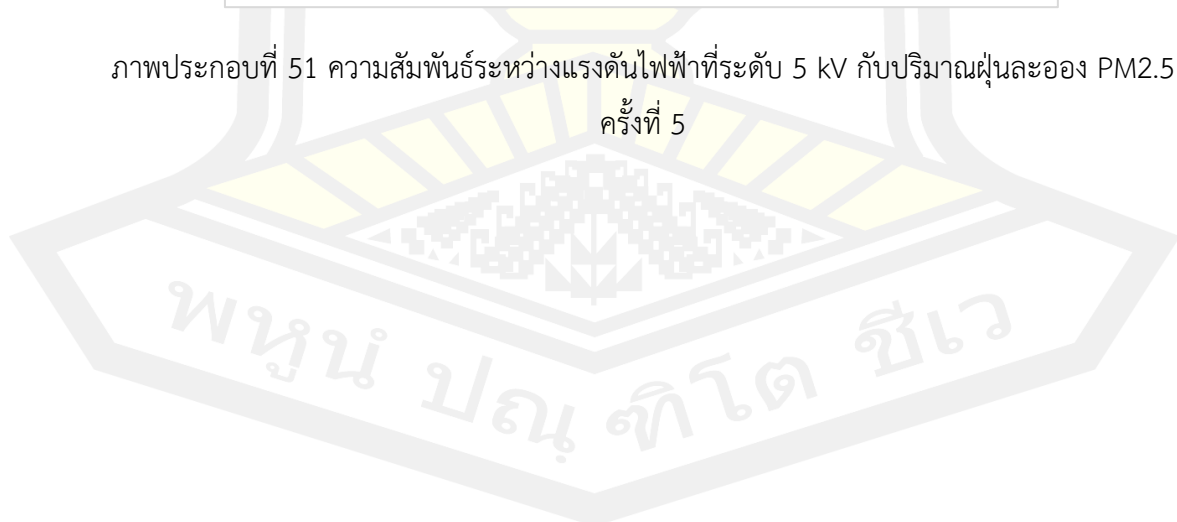 ภาพประกอบที่ 51 ความสัมพันธ์ระหว่างแรงดันไฟฟ้าที่ระดับ 5 kV กับปริมาณฝุ่นละออง PM2.5
ครั้งที่ 5
พหูนํ ปณฺฑิโต ชีเว